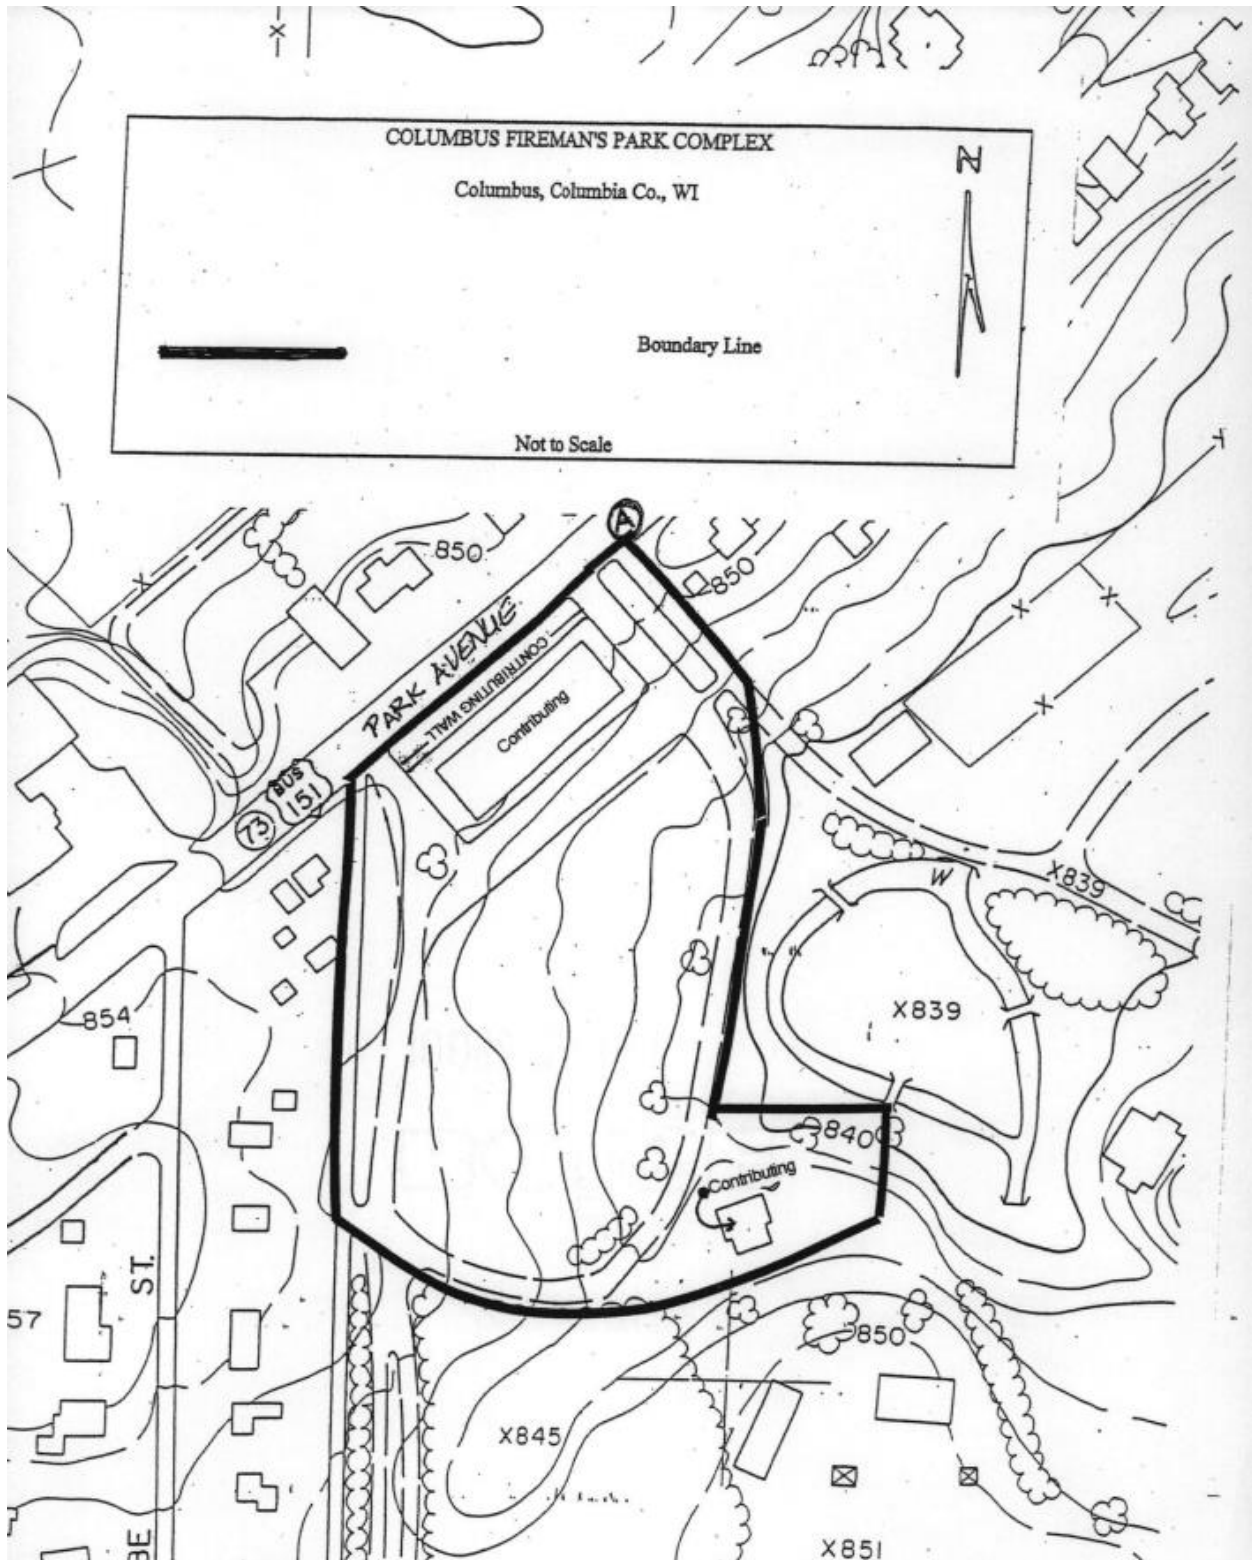 COLUMBUS FIREMAN'S PARK COMPLEX
N
Columbus, Columbia Co., WI
Boundary Line
Not to Scale
A
850
850
PARK AVENUE
CONTRIBUTING WALL
Contributing
BUS
151
73
X
X
X
X
X839
W
X839
854
840
Contributing
ST.
57
850
X845
BE
X851